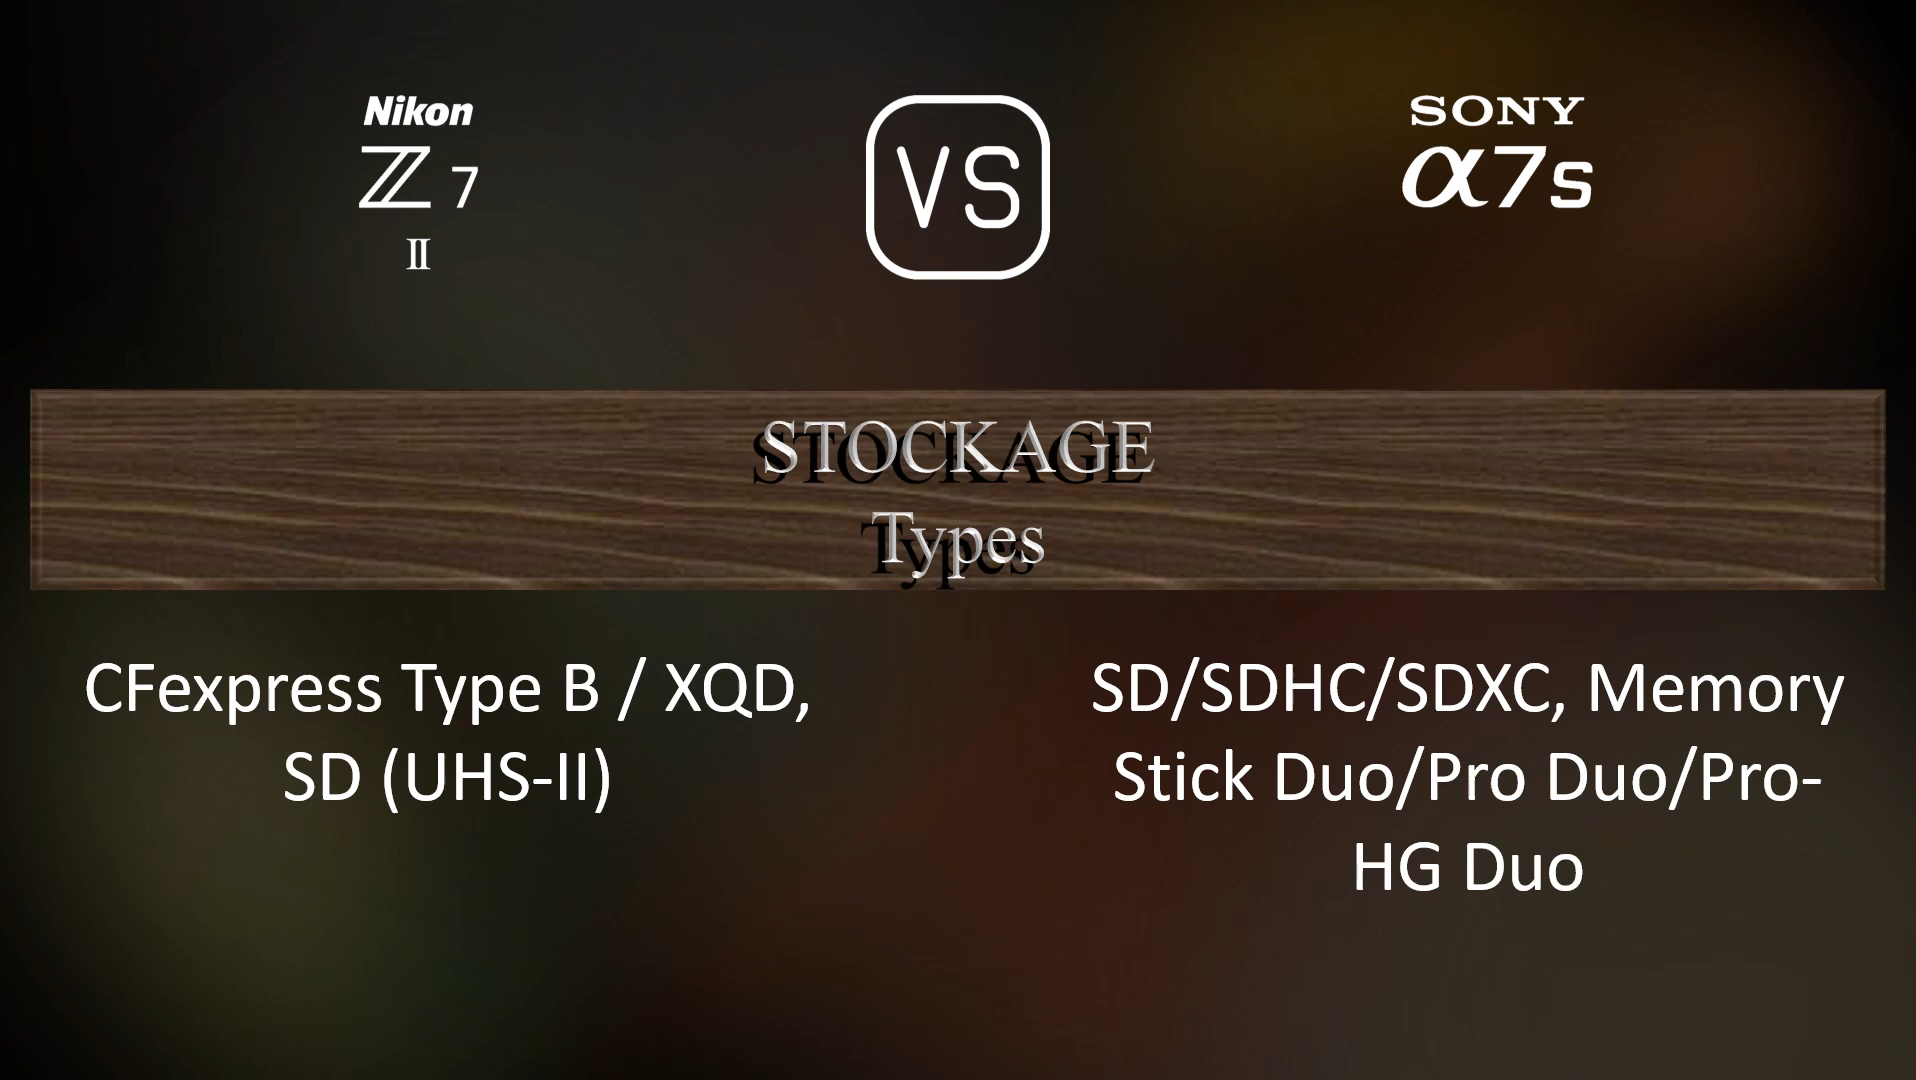 Nikon
Z 7
II
VS
SONY
α7s
STOCKAGE
Types
CFexpress Type B / XQD,
SD (UHS-II)
SD/SDHC/SDXC, Memory
Stick Duo/Pro Duo/Pro-
HG Duo